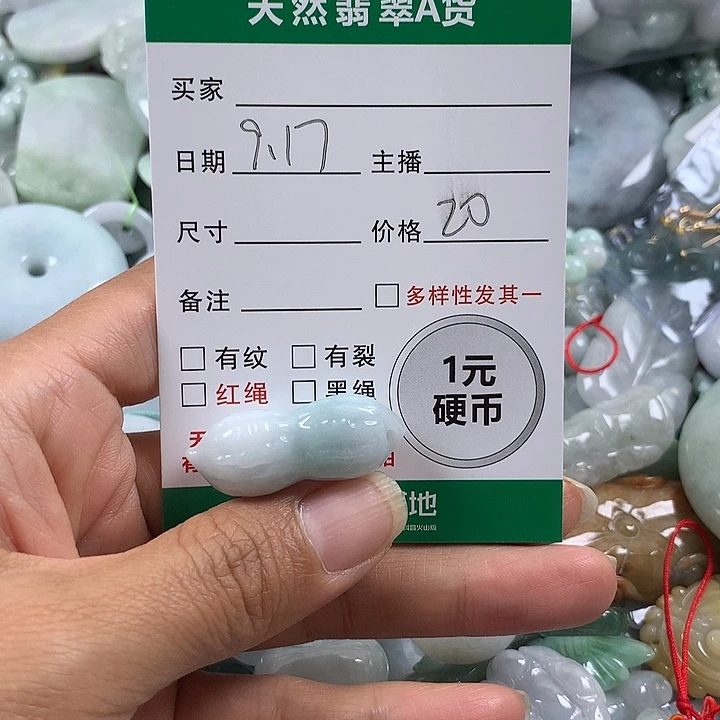 天然翡翠A货
买家
日期 9.17 主播
尺寸 价格 20
备注 多样性发其一
有纹 有裂
红绳 黑绳
1元
硬币
天
地